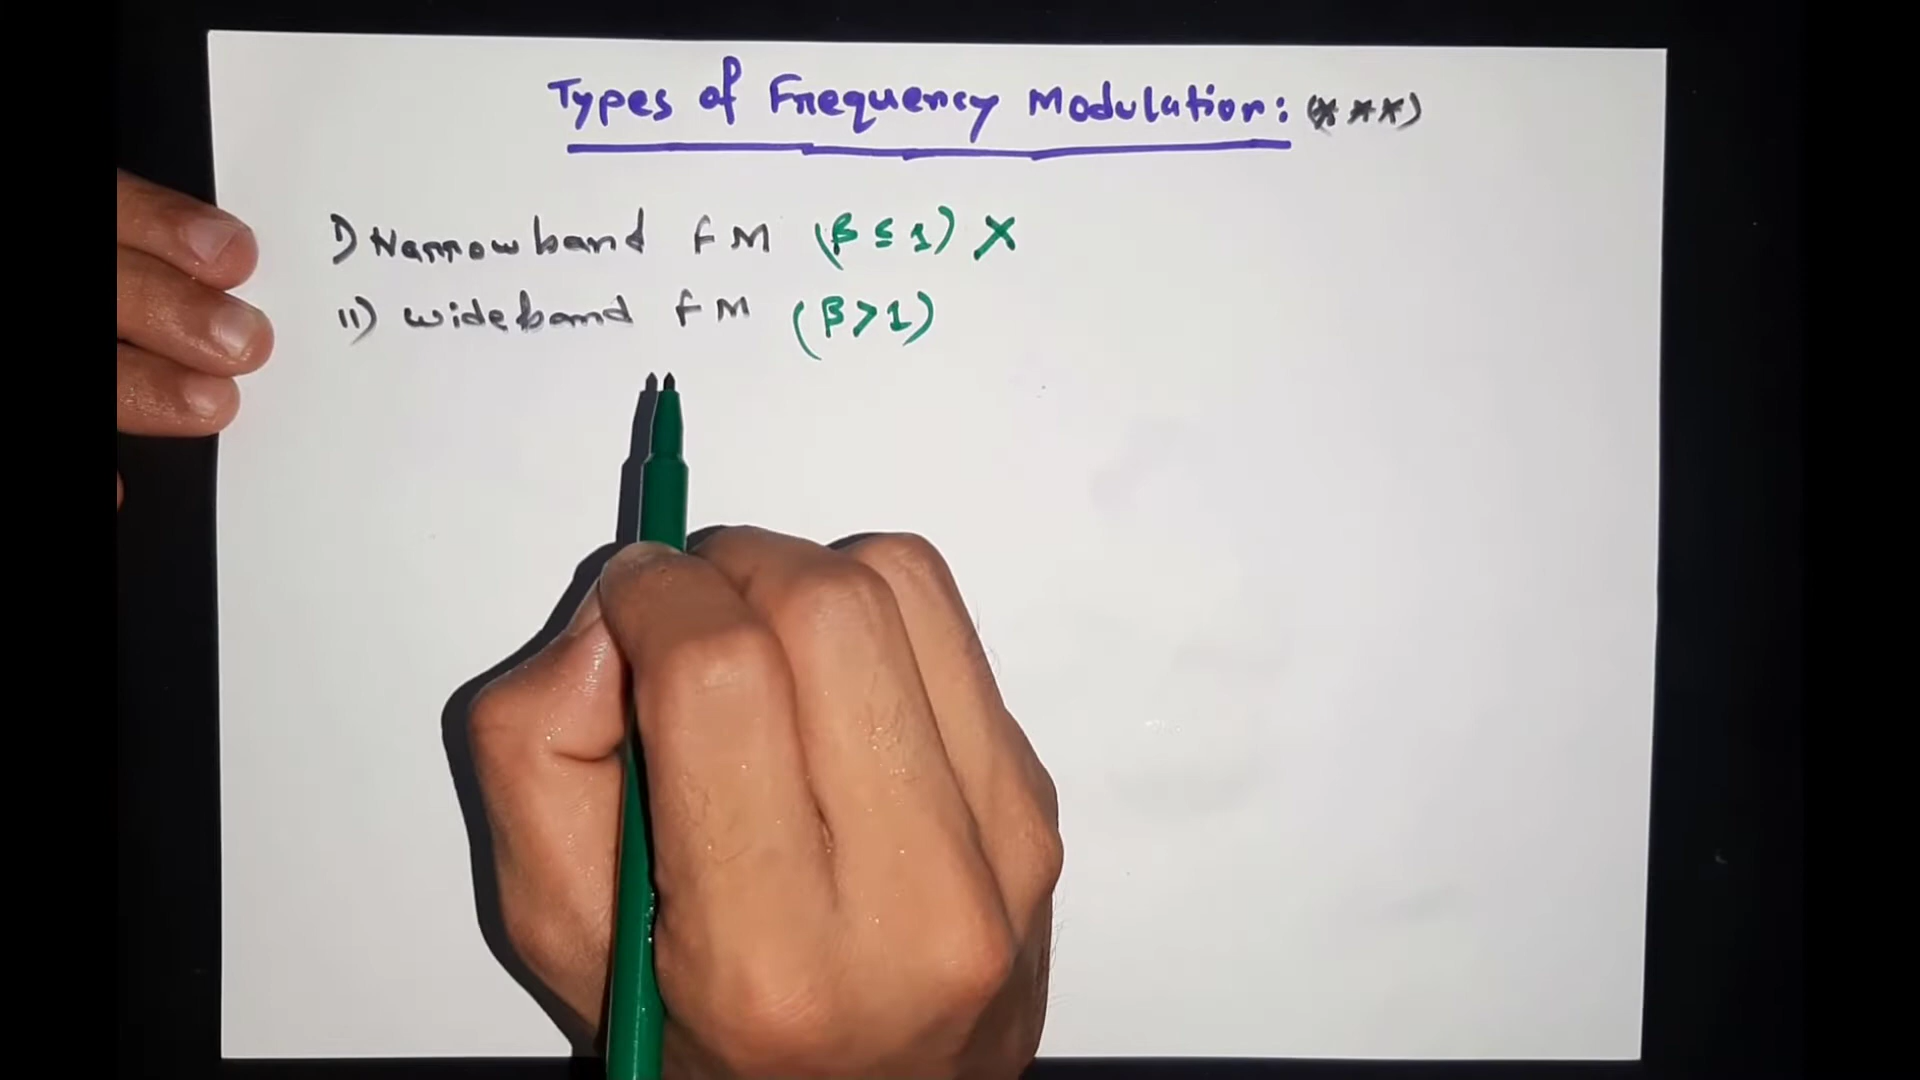 Types of Frequency Modulation: (***)
I) Narrowband FM (β ≤ 1) X
II) wideband FM (β > 1)